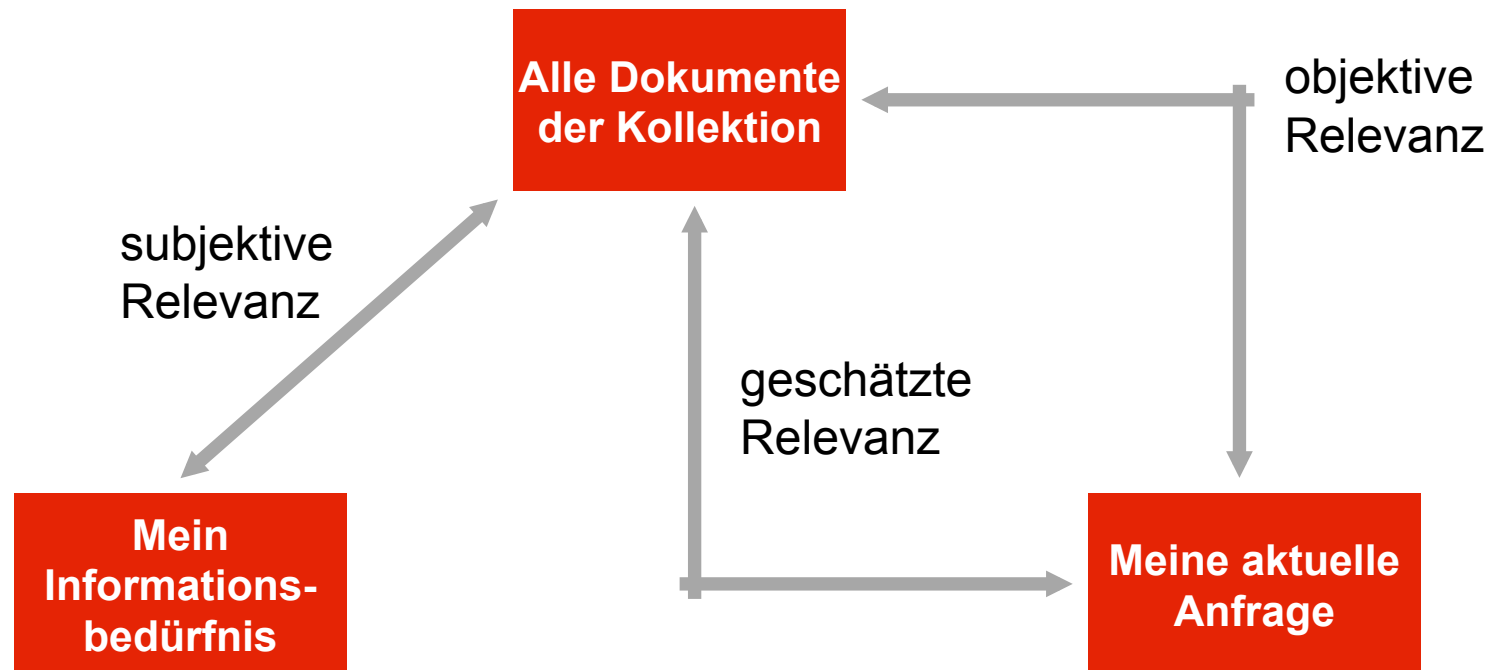 Alle Dokumente
der Kollektion
objektive
Relevanz
subjektive
Relevanz
geschätzte
Relevanz
Mein
Informations-
bedürfnis
Meine aktuelle
Anfrage